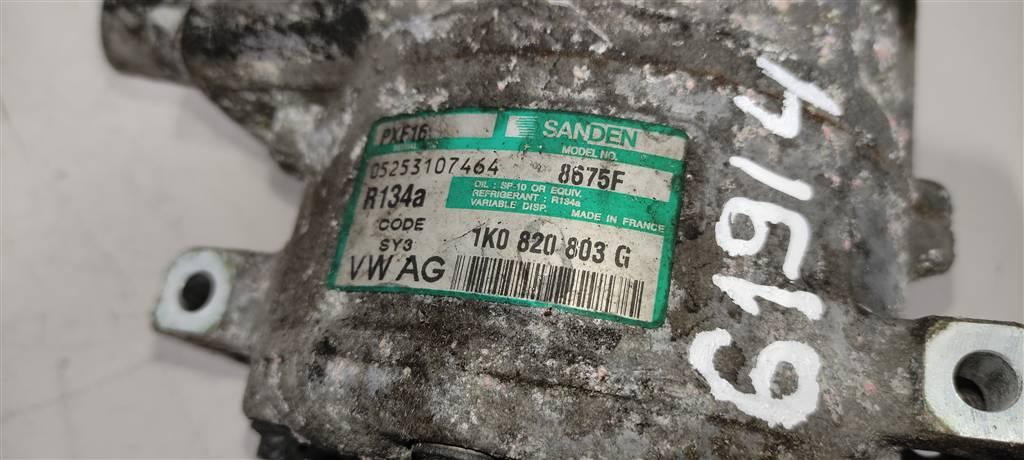 PXE16
SANDEN
MODEL NO.
05253107464
8675F
R134a
OIL : SP-10 OR EQUIV.
REFRIGERANT : R134a
VARIABLE DISP. MADE IN FRANCE
CODE
SY3
1K0 820 803 G
VW AG
619/4